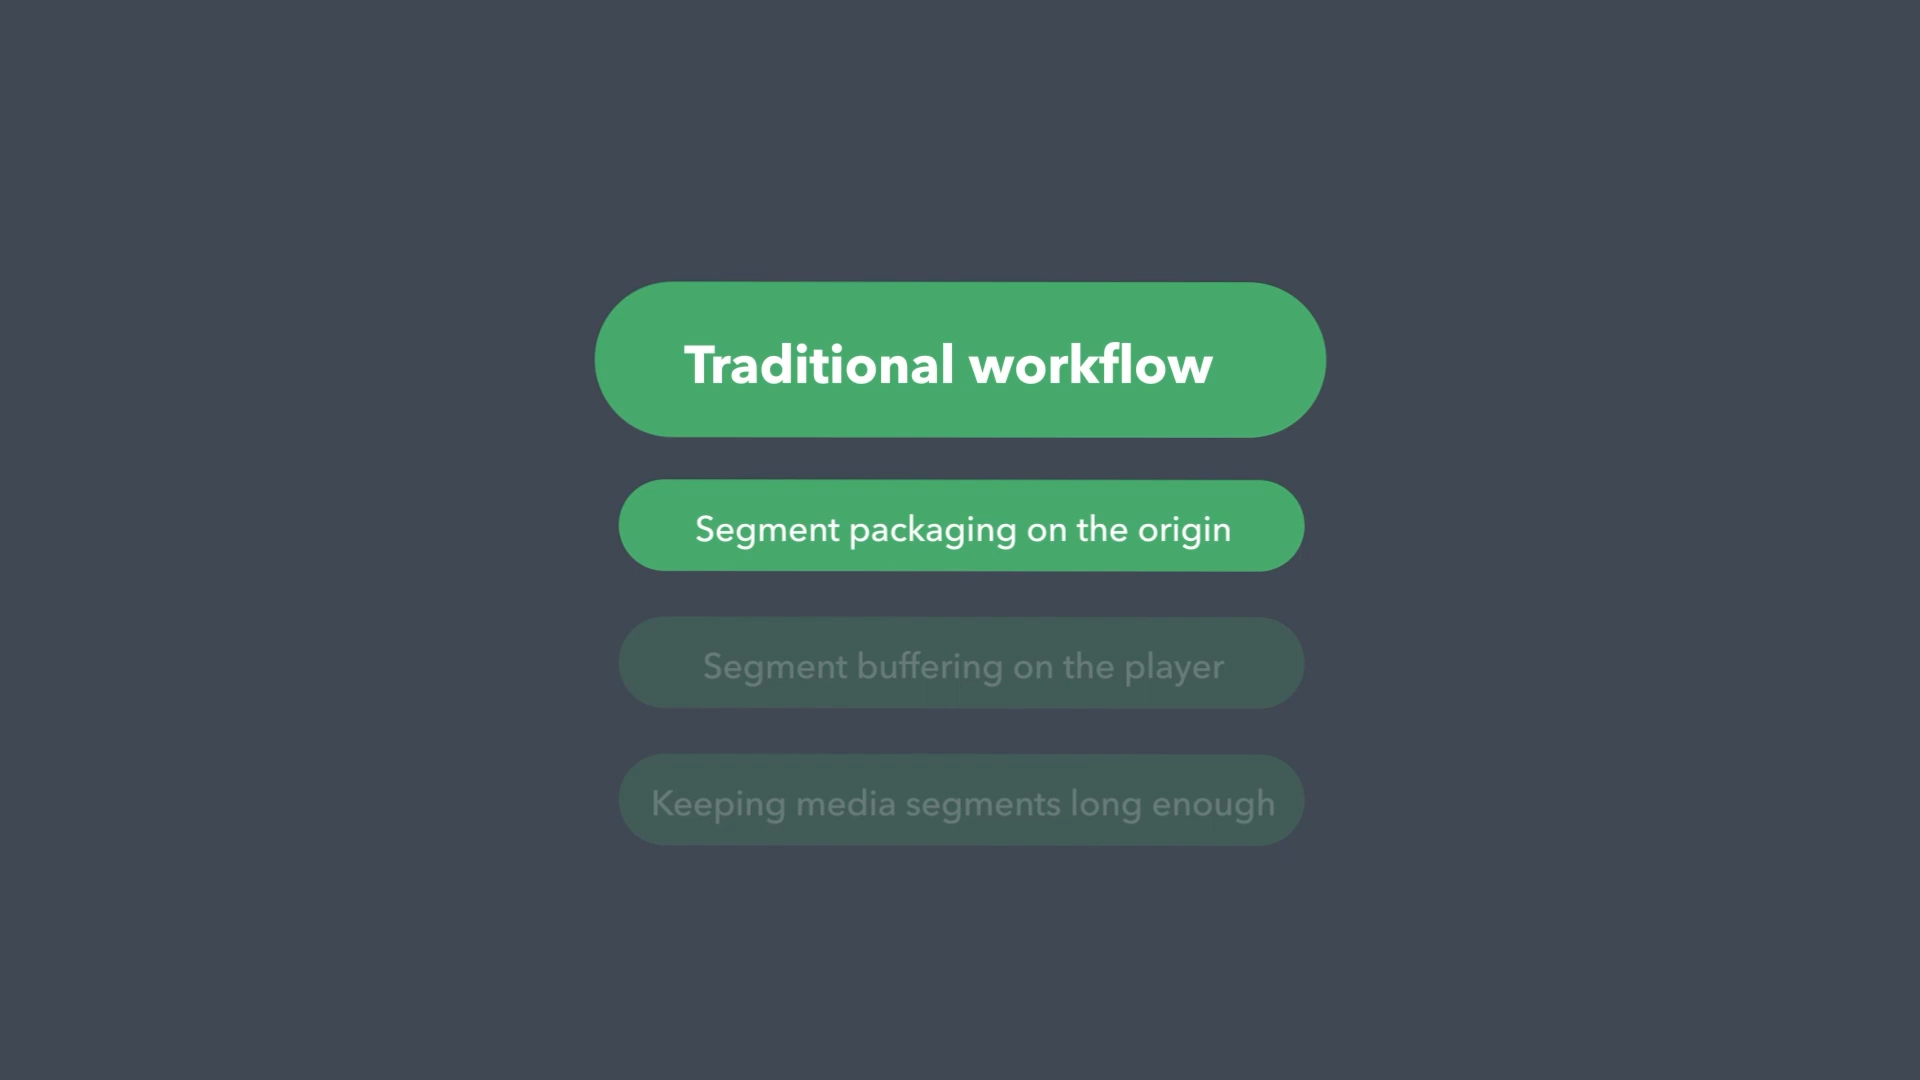 Traditional workflow
Segment packaging on the origin
Segment buffering on the player
Keeping media segments long enough